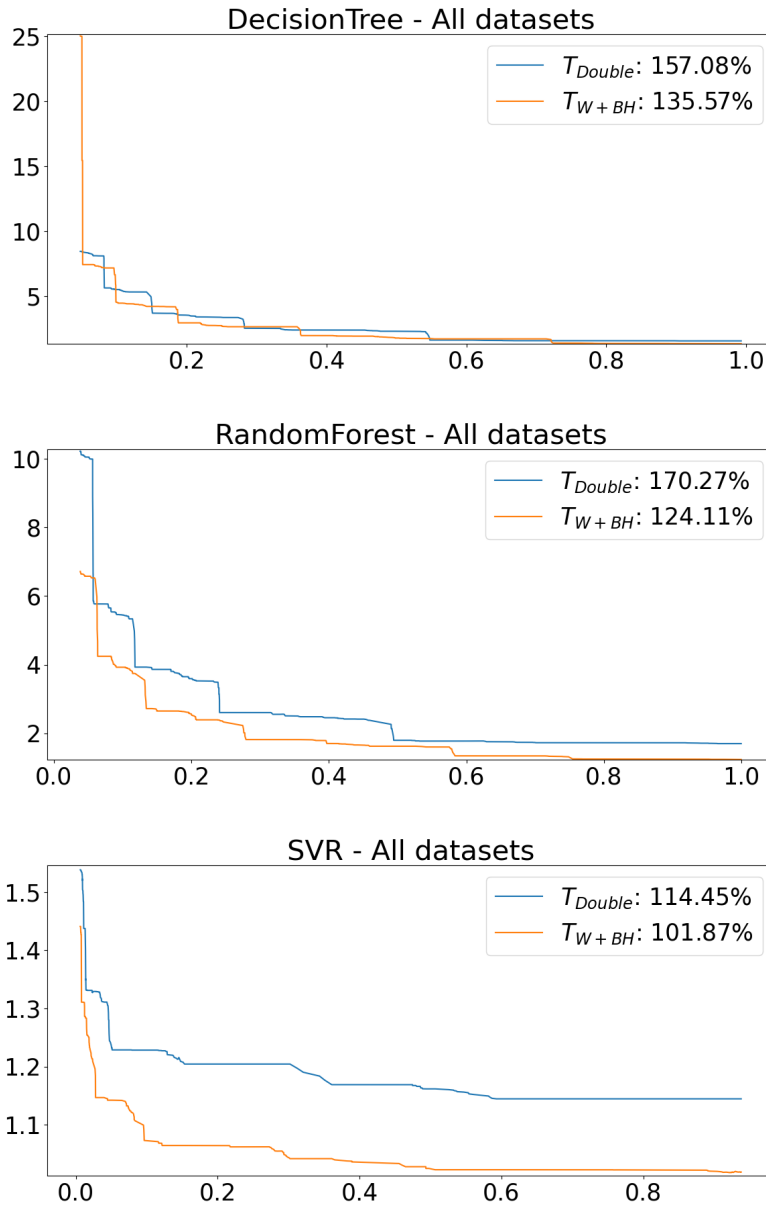 DecisionTree - All datasets
25
20
15
10
5
T_Double: 157.08%
T_W + BH: 135.57%
0.2 0.4 0.6 0.8 1.0
RandomForest - All datasets
10
8
6
4
2
T_Double: 170.27%
T_W + BH: 124.11%
0.0 0.2 0.4 0.6 0.8 1.0
SVR - All datasets
1.5
1.4
1.3
1.2
1.1
T_Double: 114.45%
T_W + BH: 101.87%
0.0 0.2 0.4 0.6 0.8